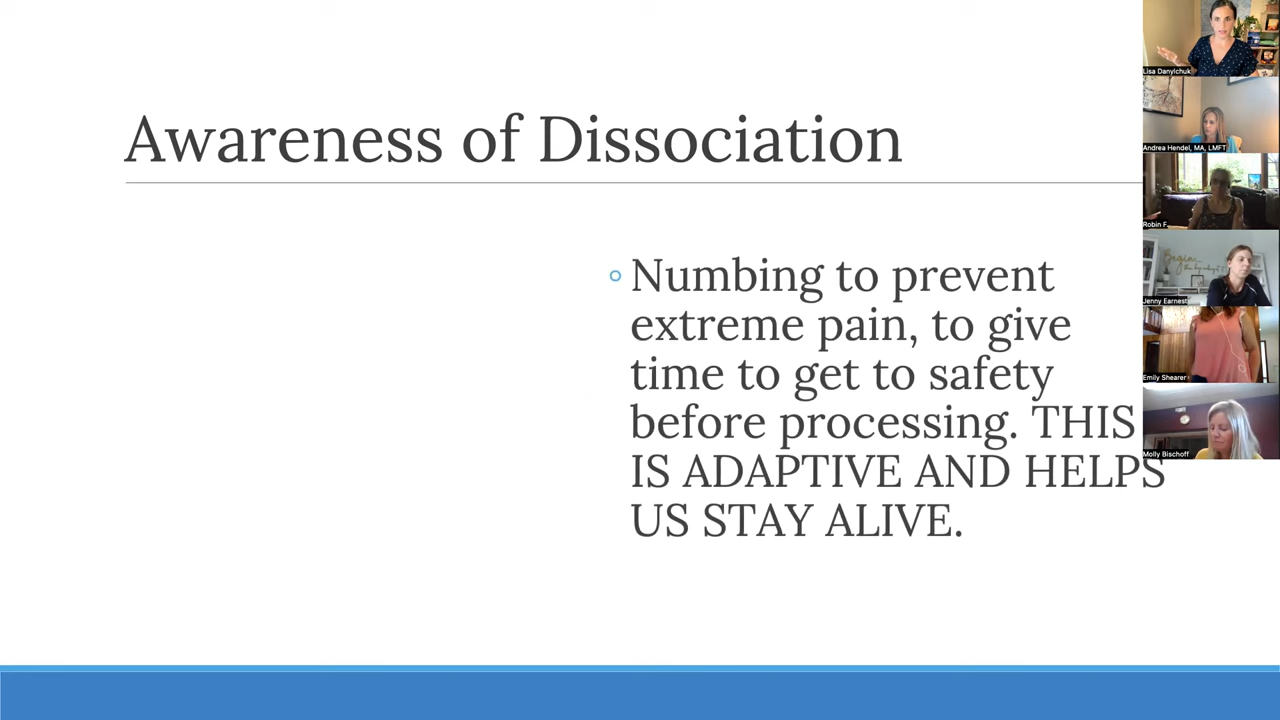 Awareness of Dissociation
Numbing to prevent
extreme pain, to give
time to get to safety
before processing. THIS
IS ADAPTIVE AND HELPS
US STAY ALIVE.
Lisa Danylchuk
Andrea Hendel, MA, LMFT
Robin F
Jenny Earnest
Emily Shearer
Molly Bischoff